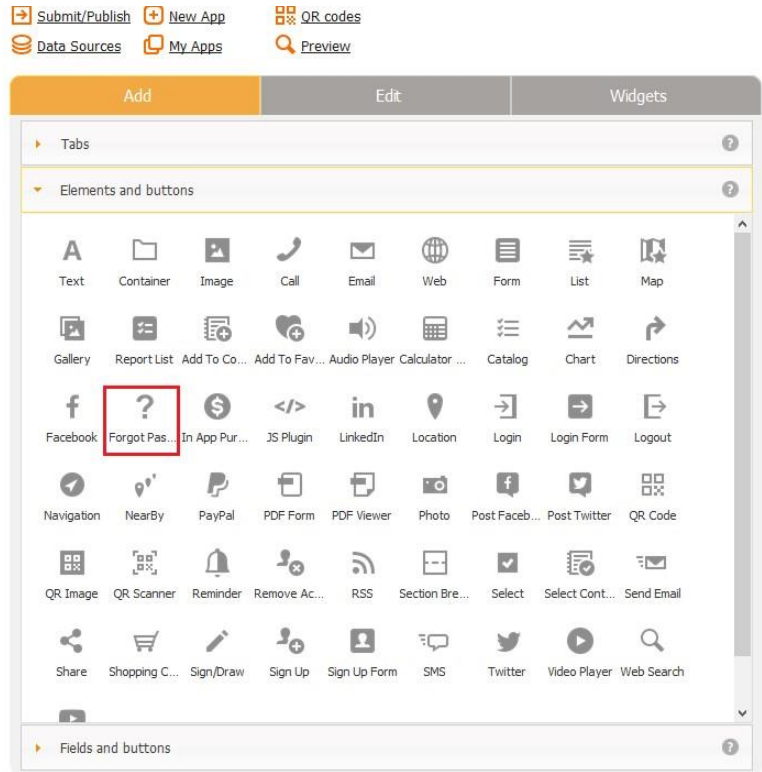 Submit/Publish New App QR codes
Data Sources My Apps Preview
Add Edit Widgets
Tabs
Elements and buttons
Text Container Image Call Email Web Form List Map
Gallery Report List Add To Co... Add To Fav... Audio Player Calculator ... Catalog Chart Directions
Facebook Forgot Pas... In App Pur... JS Plugin LinkedIn Location Login Login Form Logout
Navigation NearBy PayPal PDF Form PDF Viewer Photo Post Faceb... Post Twitter QR Code
QR Image QR Scanner Reminder Remove Ac... RSS Section Bre... Select Select Cont... Send Email
Share Shopping C... Sign/Draw Sign Up Sign Up Form SMS Twitter Video Player Web Search
Fields and buttons